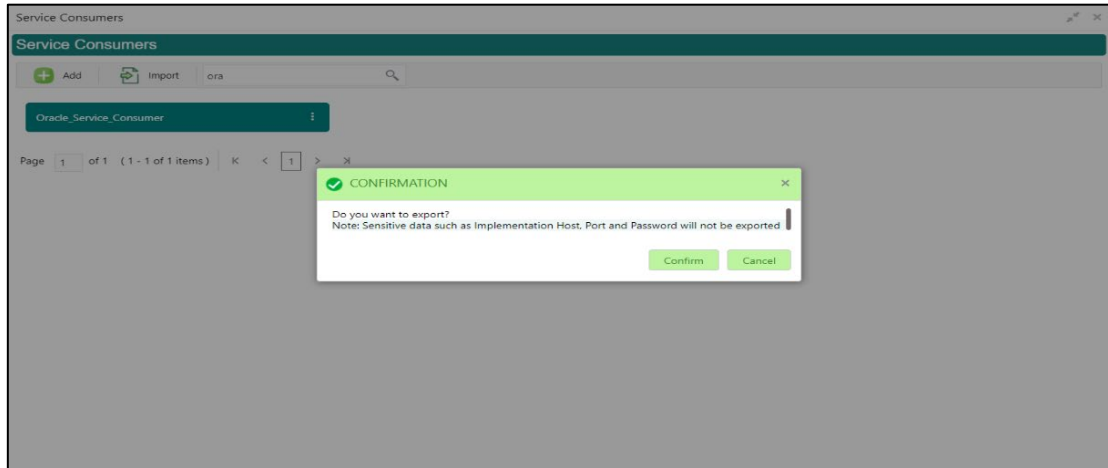 Service Consumers
Service Consumers
Add Import ora
Oracle_Service_Consumer
Page 1 of 1 (1 - 1 of 1 items) K < 1 > >|
CONFIRMATION
Do you want to export?
Note: Sensitive data such as Implementation Host, Port and Password will not be exported
Confirm Cancel